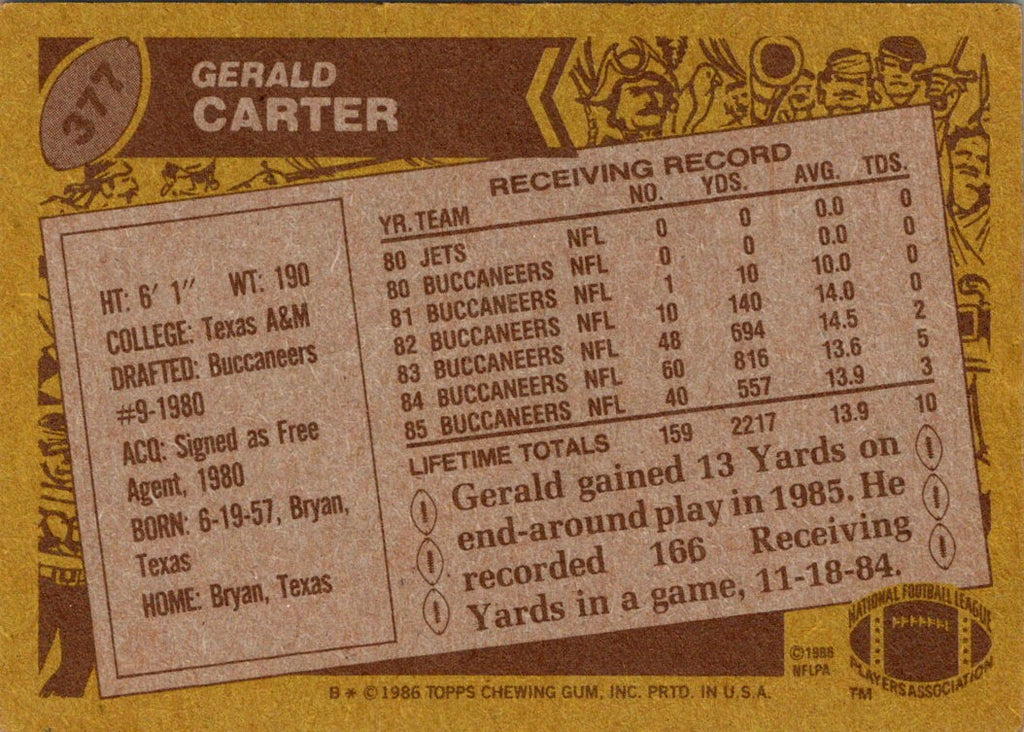 377
GERALD
CARTER
HT: 6' 1" WT: 190
COLLEGE: Texas A&M
DRAFTED: Buccaneers
#9-1980
ACQ: Signed as Free
Agent, 1980
BORN: 6-19-57, Bryan,
Texas
HOME: Bryan, Texas
RECEIVING RECORD
YR. TEAM NO. YDS. AVG. TDS.
80 JETS NFL 0 0 0.0 0
80 BUCCANEERS NFL 0 0 0.0 0
81 BUCCANEERS NFL 1 10 10.0 0
82 BUCCANEERS NFL 10 140 14.0 0
83 BUCCANEERS NFL 48 694 14.5 2
84 BUCCANEERS NFL 60 816 13.6 5
85 BUCCANEERS NFL 40 557 13.9 3
LIFETIME TOTALS 159 2217 13.9 10
Gerald gained 13 Yards on
end-around play in 1985. He
recorded 166 Receiving
Yards in a game, 11-18-84.
NATIONAL FOOTBALL LEAGUE
PLAYERS ASSOCIATION
TM
©1986
NFLPA
B * © 1986 TOPPS CHEWING GUM, INC. PRTD. IN U.S.A.